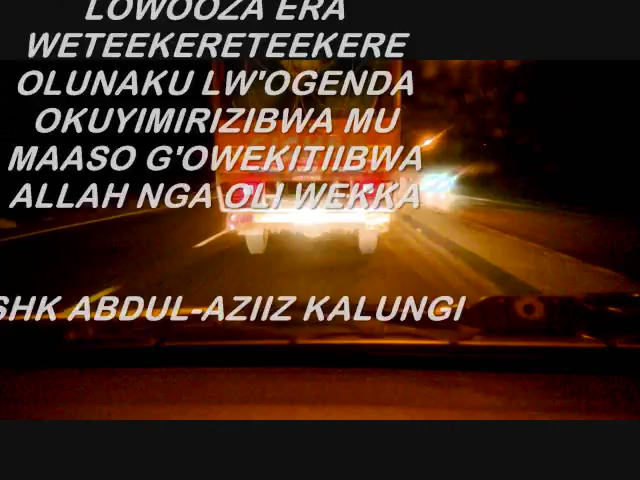 LOWOOZA ERA
WETEEKERETEEKERE
OLUNAKU LW'OGENDA
OKUYIMIRIZIBWA MU
MAASO G'OWEKITIIBWA
ALLAH NGA OLI WEKKA
SHK ABDUL-AZIIZ KALUNGI